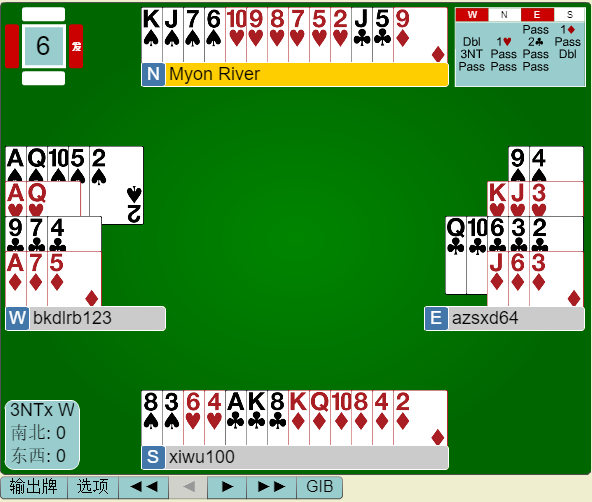 6
发
K J 7 6 10 9 8 7 5 2 J 5 9
N Myon River
W N E S
Pass 1♦
Dbl 1♥ 2♣ Pass
3NT Pass Pass Dbl
Pass Pass Pass
A Q 10 5 2
2
A Q
9 7 4
A 7 5
W bkdlrb123
9 4
K J 3
Q 10 6 3 2
J 6 3
E azsxd64
8 3 6 4 A K 8 K Q 10 8 4 2
S xiwu100
3NTx W
南北: 0
东西: 0
输出牌 选项 GIB